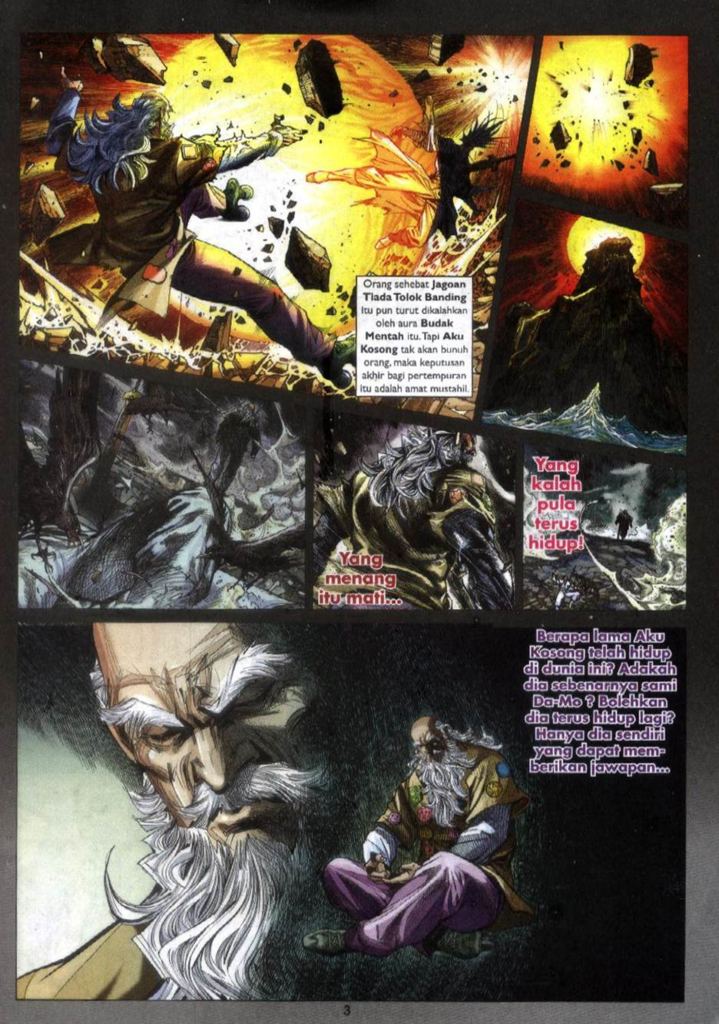 Orang sehebat Jagoan
Tiada Tolok Banding
itu pun turut dikalahkan
oleh aura Budak
Mentah itu. Tapi Aku
Kosong tak akan bunuh
orang, maka keputusan
akhir bagi pertempuran
itu adalah amat mustahil.
Yang
menang
itu mati...
Yang
kalah
pula
terus
hidup!
Berapa lama Aku
Kosong telah hidup
di dunia ini? Adakah
dia sebenarnya sami
Da-Mo ? Bolehkan
dia terus hidup lagi?
Hanya dia sendiri
yang dapat mem-
berikan jawapan...
3